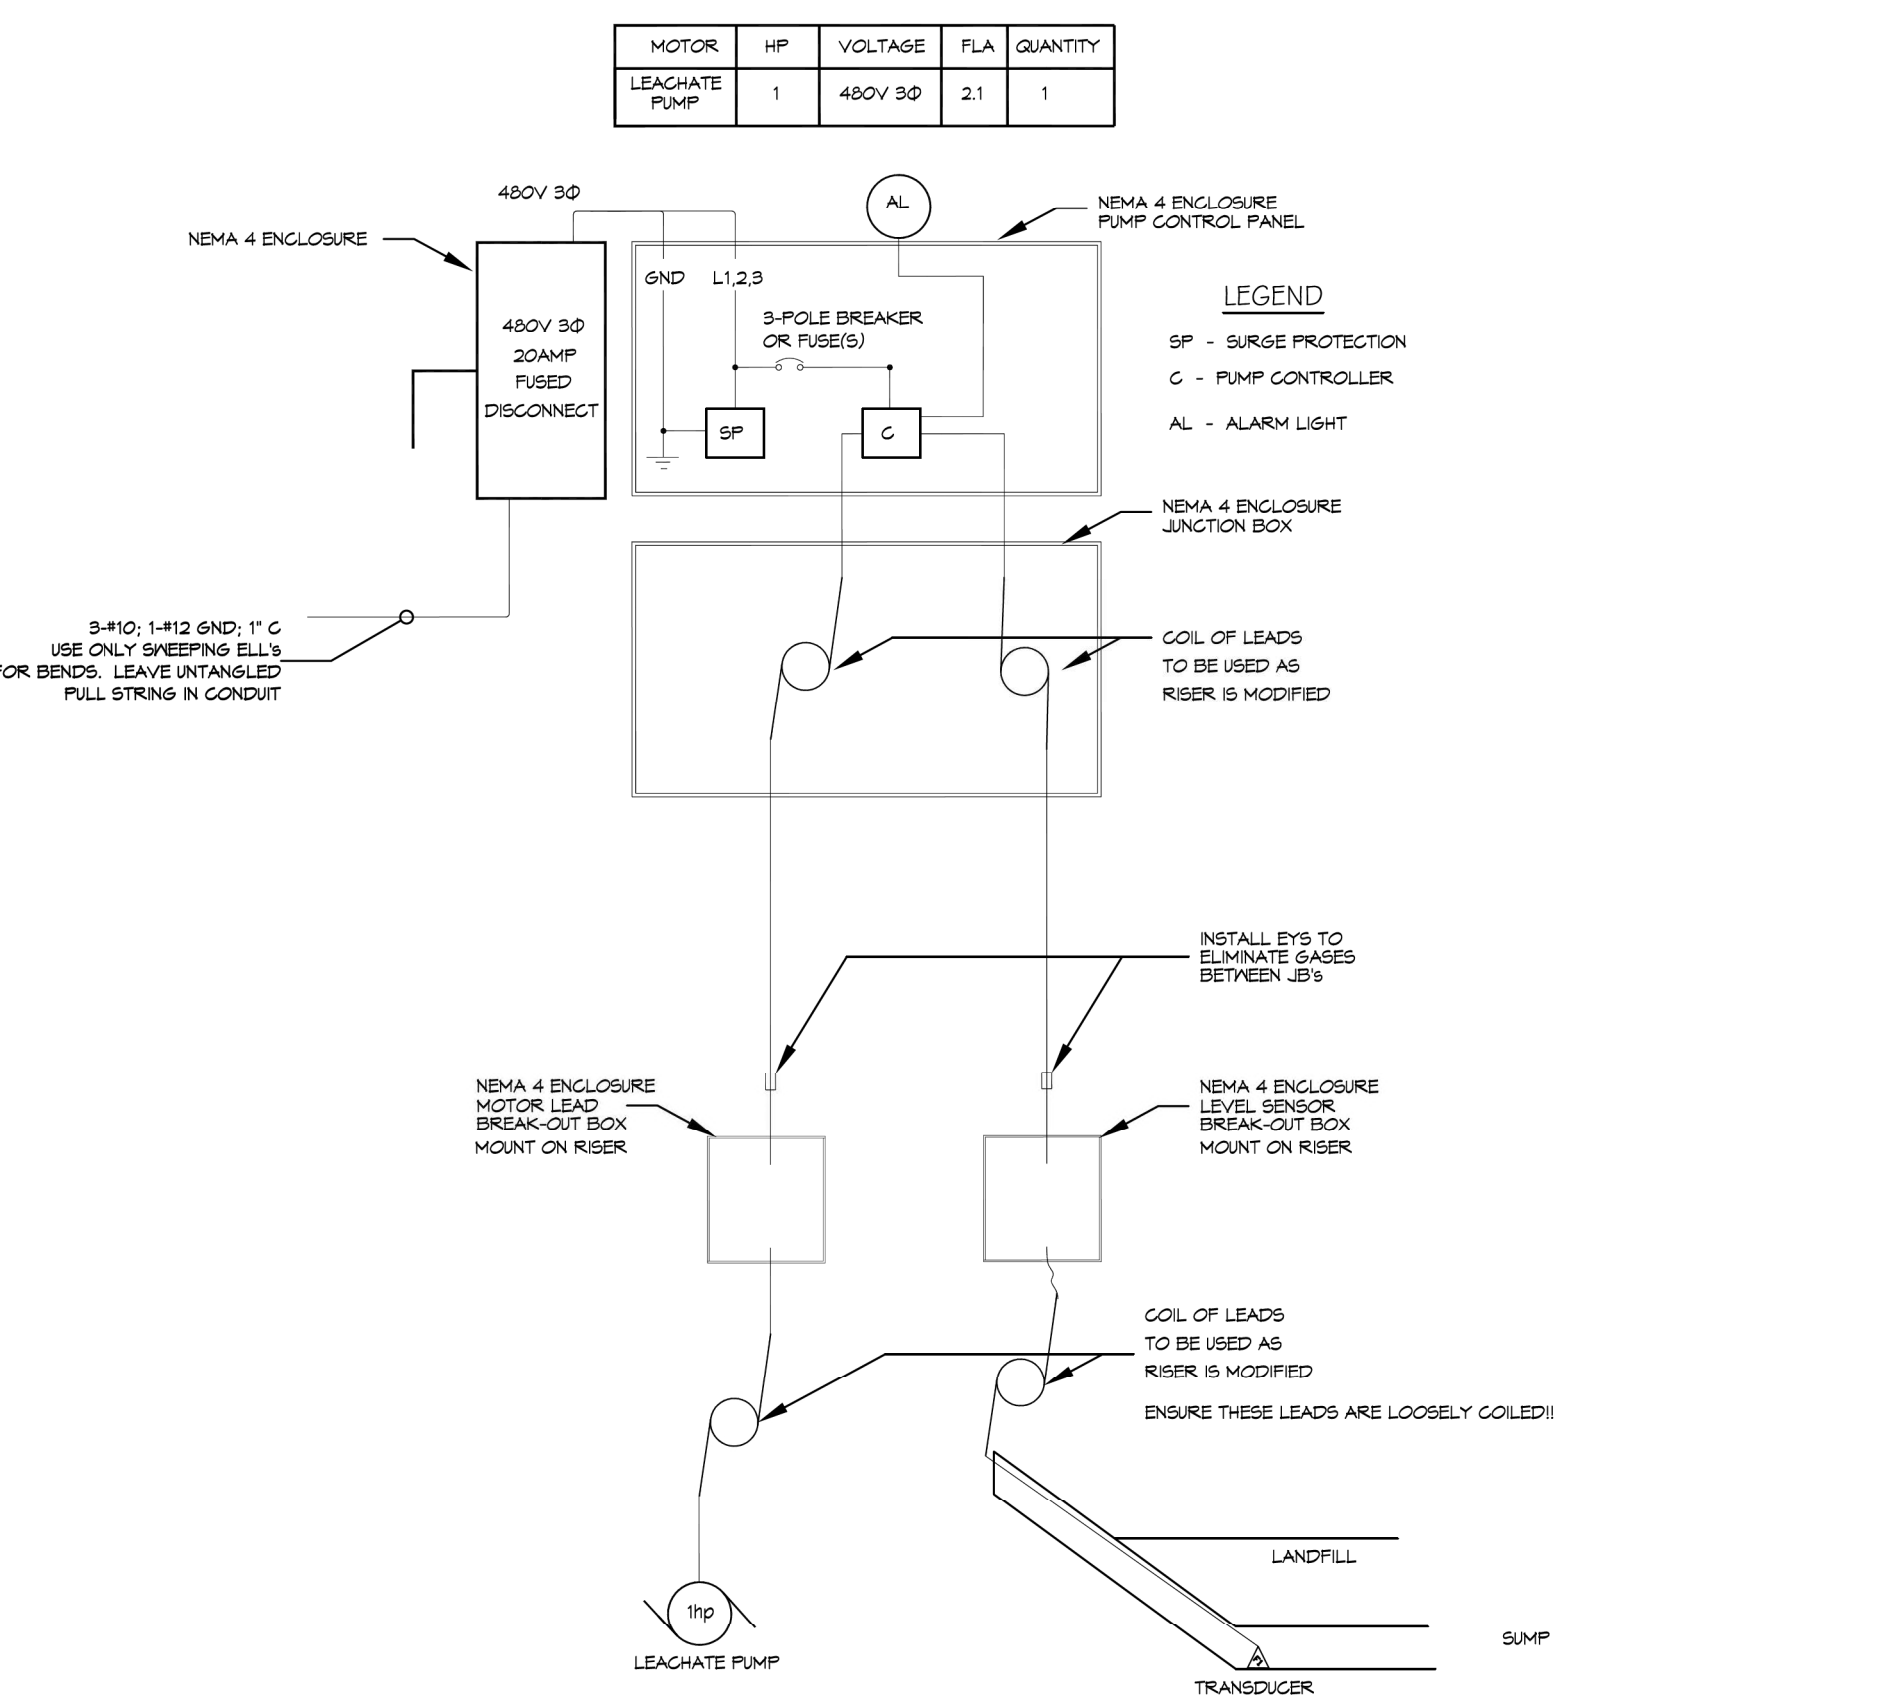 MOTOR HP VOLTAGE FLA QUANTITY
LEACHATE
PUMP
1 480V 3Φ 2.1 1
480V 3Φ
NEMA 4 ENCLOSURE
480V 3Φ
20AMP
FUSED
DISCONNECT
AL
NEMA 4 ENCLOSURE
PUMP CONTROL PANEL
GND L1,2,3
3-POLE BREAKER
OR FUSE(S)
SP
C
LEGEND
SP - SURGE PROTECTION
C - PUMP CONTROLLER
AL - ALARM LIGHT
NEMA 4 ENCLOSURE
JUNCTION BOX
3-#10; 1-#12 GND; 1" C
USE ONLY SWEEPING ELL's
FOR BENDS. LEAVE UNTANGLED
PULL STRING IN CONDUIT
COIL OF LEADS
TO BE USED AS
RISER IS MODIFIED
INSTALL EYS TO
ELIMINATE GASES
BETWEEN JB's
NEMA 4 ENCLOSURE
MOTOR LEAD
BREAK-OUT BOX
MOUNT ON RISER
NEMA 4 ENCLOSURE
LEVEL SENSOR
BREAK-OUT BOX
MOUNT ON RISER
COIL OF LEADS
TO BE USED AS
RISER IS MODIFIED
ENSURE THESE LEADS ARE LOOSELY COILED!!
LANDFILL
1hp
LEACHATE PUMP
SUMP
TRANSDUCER